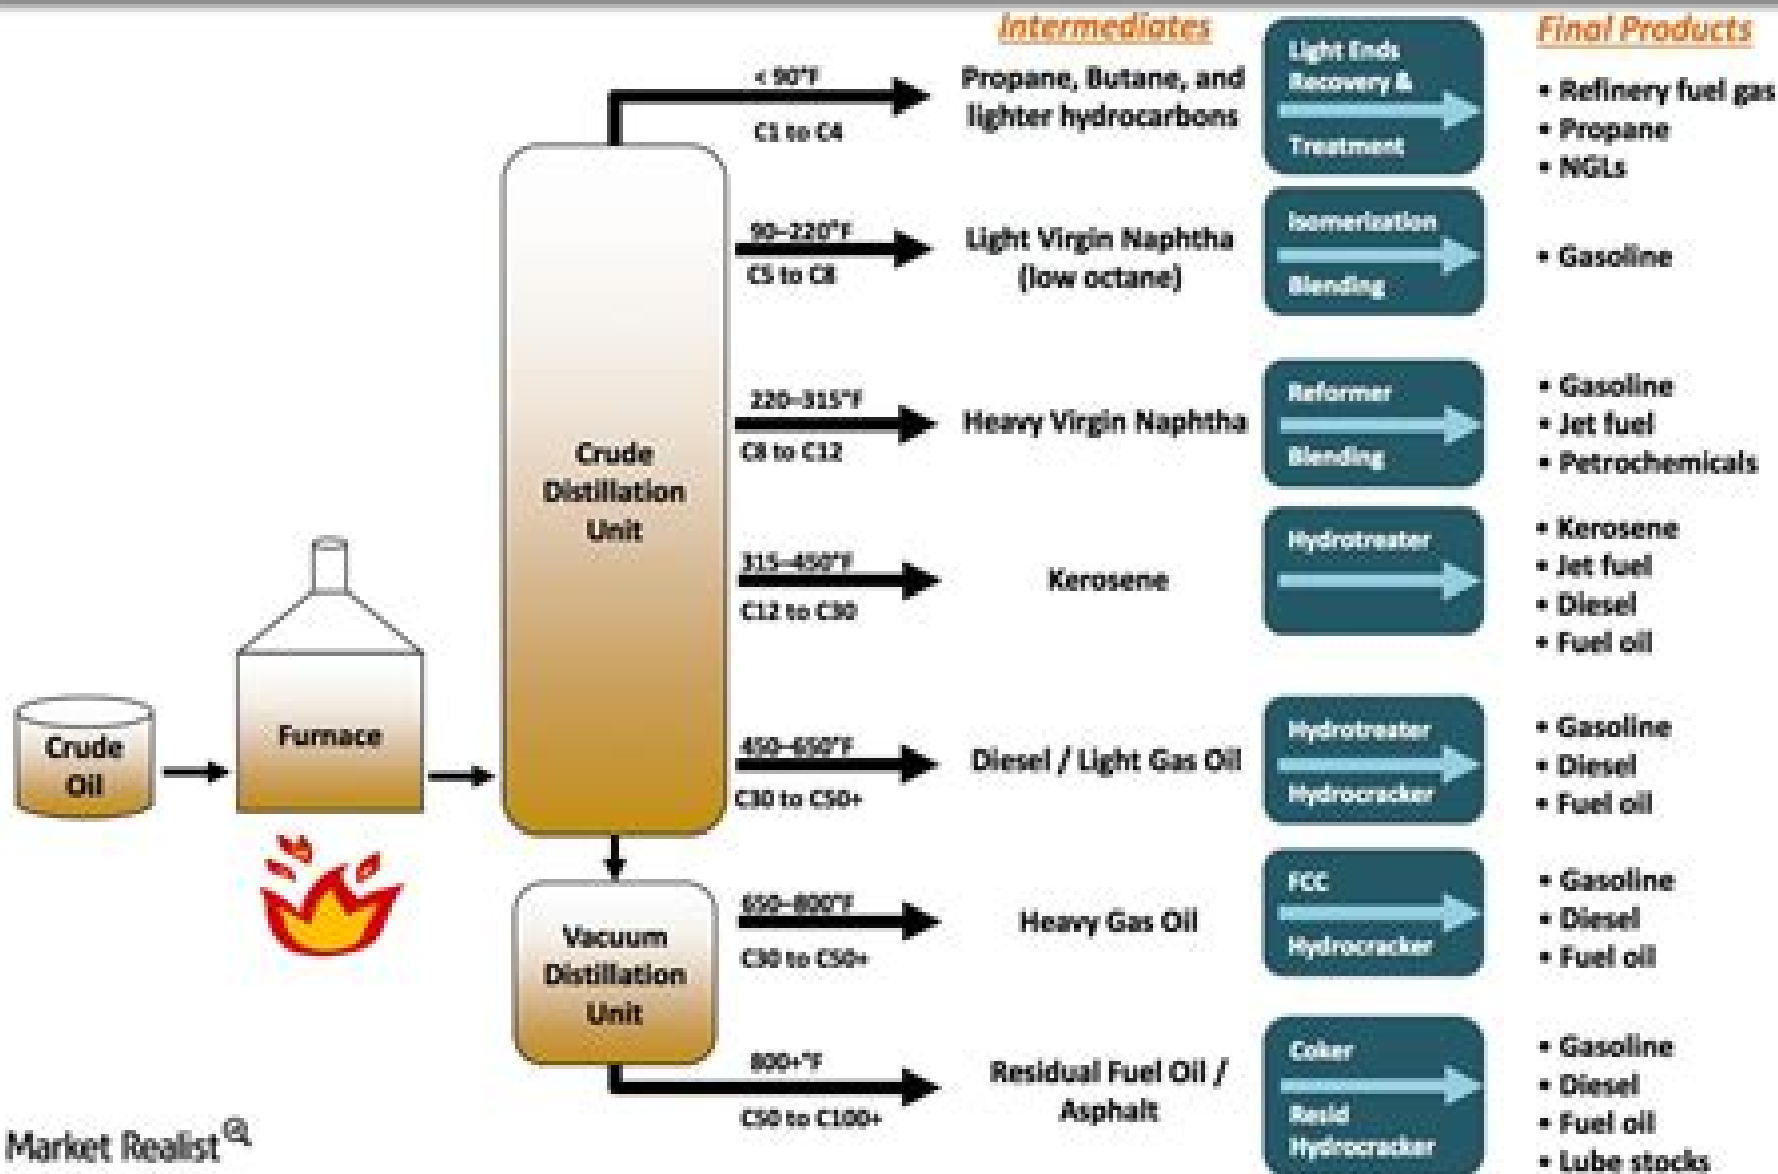 Intermediates
Final Products
< 90°F
C1 to C4
Propane, Butane, and
lighter hydrocarbons
Light Ends
Recovery &
Treatment
• Refinery fuel gas
• Propane
• NGLs
90–220°F
C5 to C8
Light Virgin Naphtha
(low octane)
Isomerization
Blending
• Gasoline
220–315°F
C8 to C12
Heavy Virgin Naphtha
Reformer
Blending
• Gasoline
• Jet fuel
• Petrochemicals
Crude
Distillation
Unit
315–450°F
C12 to C30
Kerosene
Hydrotreater
• Kerosene
• Jet fuel
• Diesel
• Fuel oil
Crude
Oil
Furnace
450–650°F
C30 to C50+
Diesel / Light Gas Oil
Hydrotreater
Hydrocracker
• Gasoline
• Diesel
• Fuel oil
Vacuum
Distillation
Unit
650–800°F
C30 to C50+
Heavy Gas Oil
FCC
Hydrocracker
• Gasoline
• Diesel
• Fuel oil
800+°F
C50 to C100+
Residual Fuel Oil /
Asphalt
Coker
Resid
Hydrocracker
• Gasoline
• Diesel
• Fuel oil
• Lube stocks
Market Realist